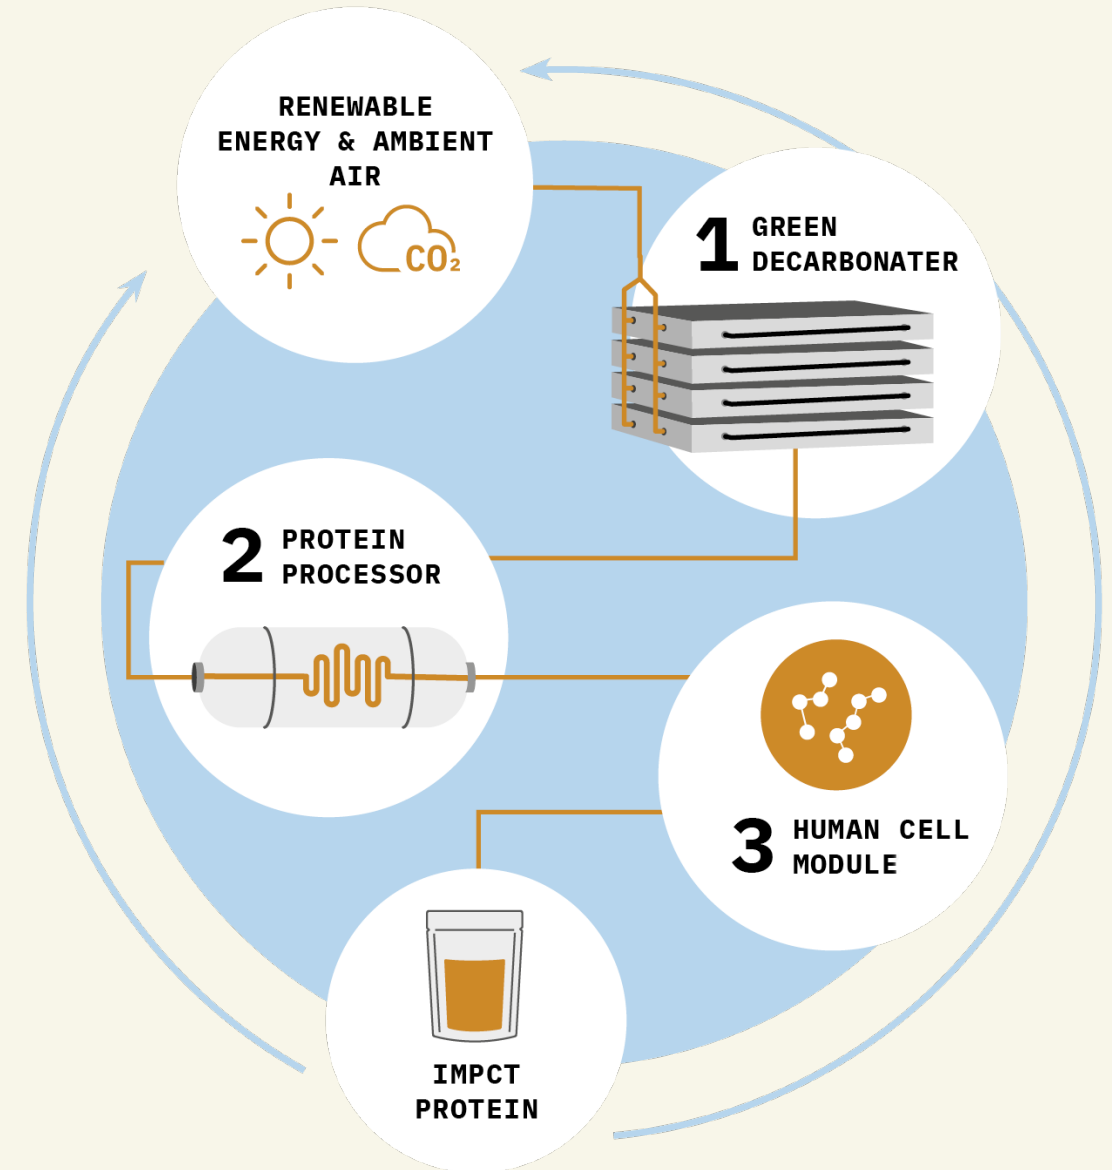 RENEWABLE
ENERGY & AMBIENT
AIR
CO₂
1 GREEN
DECARBONATER
2 PROTEIN
PROCESSOR
3 HUMAN CELL
MODULE
IMPCT
PROTEIN